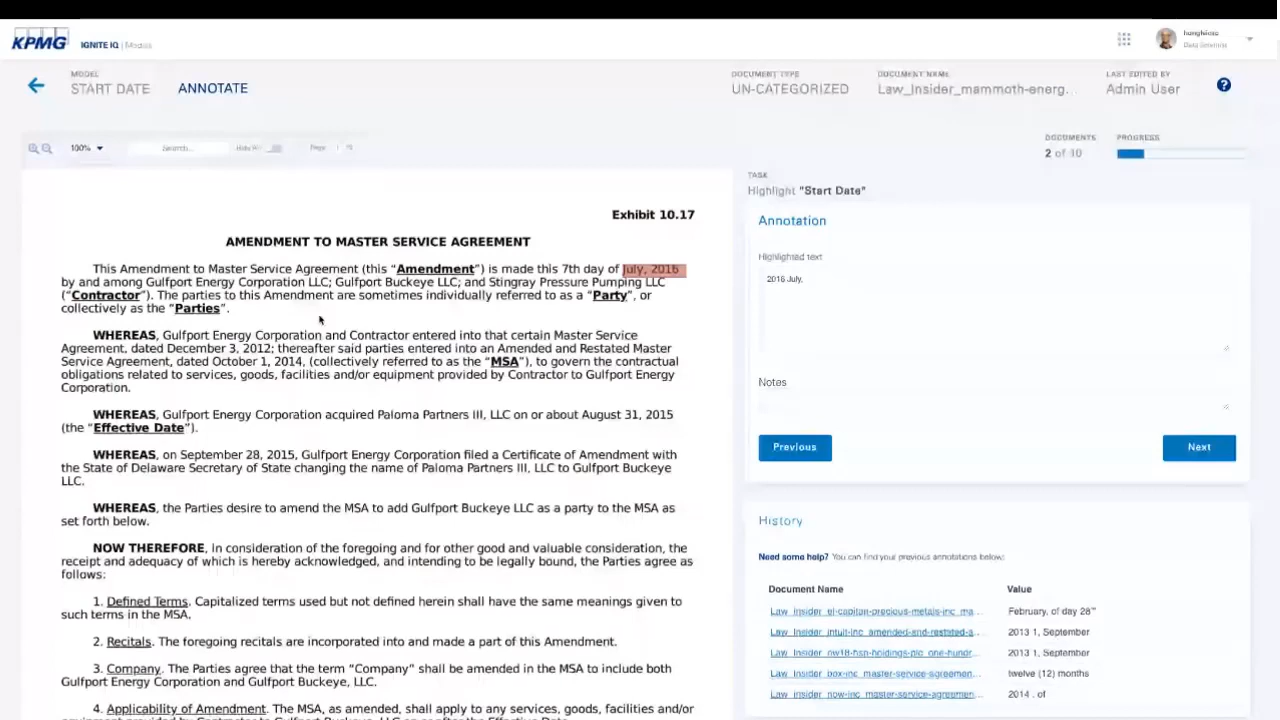 KPMG IGNITE IQ |
MODEL
START DATE
ANNOTATE
DOCUMENT TYPE
UN-CATEGORIZED
DOCUMENT NAME
Law_Insider_mammoth-energ...
LAST EDITED BY
Admin User
?
100%
Search...
Page
DOCUMENTS
2 of 10
PROGRESS
Exhibit 10.17
AMENDMENT TO MASTER SERVICE AGREEMENT
This Amendment to Master Service Agreement (this “Amendment”) is made this 7th day of July, 2016
by and among Gulfport Energy Corporation LLC; Gulfport Buckeye LLC; and Stingray Pressure Pumping LLC
(“Contractor”). The parties to this Amendment are sometimes individually referred to as a “Party”, or
collectively as the “Parties”.
WHEREAS, Gulfport Energy Corporation and Contractor entered into that certain Master Service
Agreement, dated December 3, 2012; thereafter said parties entered into an Amended and Restated Master
Service Agreement, dated October 1, 2014, (collectively referred to as the “MSA”), to govern the contractual
obligations related to services, goods, facilities and/or equipment provided by Contractor to Gulfport Energy
Corporation.
WHEREAS, Gulfport Energy Corporation acquired Paloma Partners III, LLC on or about August 31, 2015
(the “Effective Date”).
WHEREAS, on September 28, 2015, Gulfport Energy Corporation filed a Certificate of Amendment with
the State of Delaware Secretary of State changing the name of Paloma Partners III, LLC to Gulfport Buckeye
LLC.
WHEREAS, the Parties desire to amend the MSA to add Gulfport Buckeye LLC as a party to the MSA as
set forth below.
NOW THEREFORE, in consideration of the foregoing and for other good and valuable consideration, the
receipt and adequacy of which is hereby acknowledged, and intending to be legally bound, the Parties agree as
follows:
1. Defined Terms. Capitalized terms used but not defined herein shall have the same meanings given to
such terms in the MSA.
2. Recitals. The foregoing recitals are incorporated into and made a part of this Amendment.
3. Company. The Parties agree that the term “Company” shall be amended in the MSA to include both
Gulfport Energy Corporation and Gulfport Buckeye, LLC.
4. Applicability of Amendment. The MSA, as amended, shall apply to any services, goods, facilities and/or
TASK
Highlight "Start Date"
Annotation
Highlighted text
2016 July,
Notes
Previous
Next
History
Need some help? You can find your previous annotations below:
Document Name Value
Law_Insider_el-capitan-precious-metals-inc_ma... February, of day 28"
Law_Insider_intuit-inc_amended-and-restated-a... 2013 1, September
Law_Insider_nw18-hsn-holdings-plc_one-hundr... 2013 1, September
Law_Insider_box-inc_master-service-agreemen... twelve (12) months
Law_Insider_now-inc_master-service-agreemen... 2014 . of